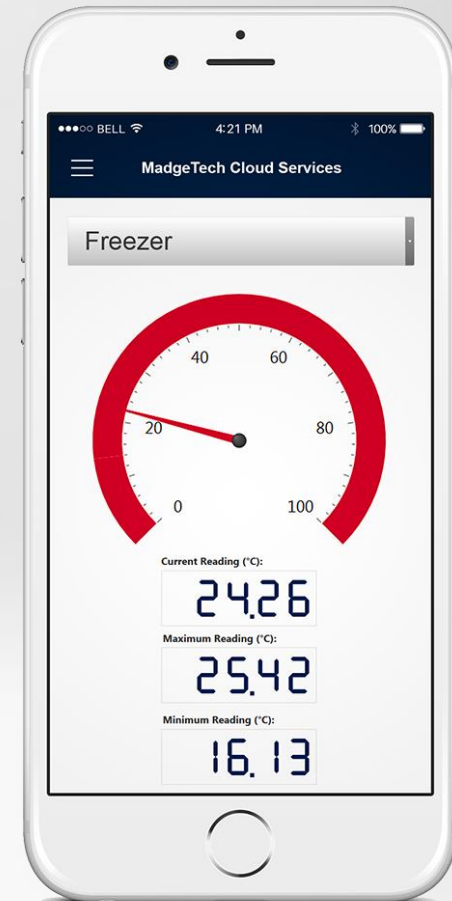 ●●●○○ BELL 4:21 PM 100%
MadgeTech Cloud Services
Freezer
40 60
20 80
0 100
Current Reading (°C):
24.26
Maximum Reading (°C):
25.42
Minimum Reading (°C):
16.13